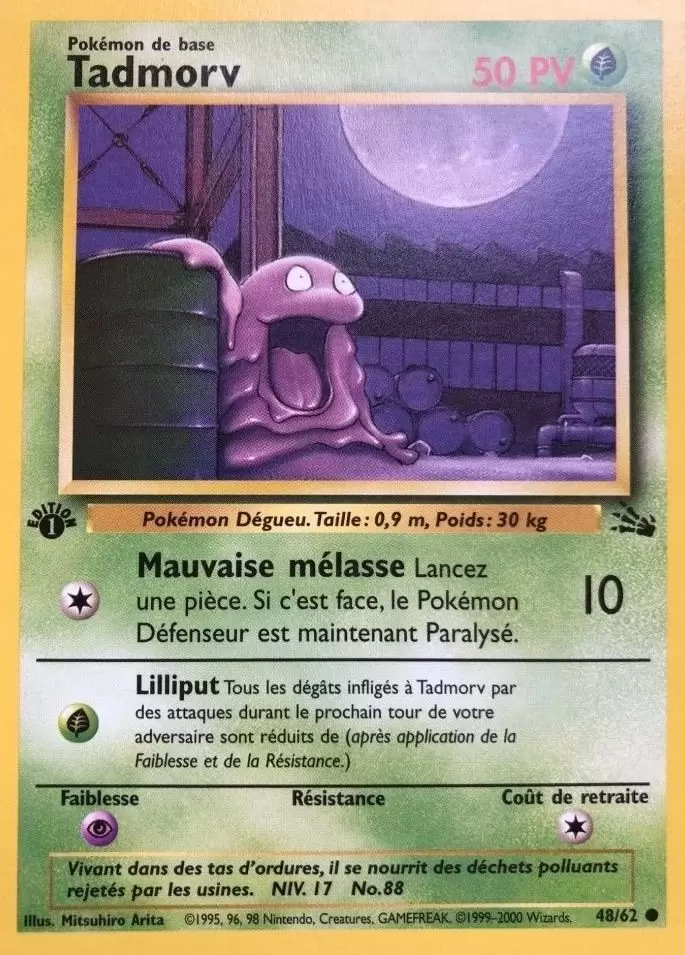 Pokémon de base
Tadmorv 50 PV
EDITION 1
Pokémon Dégueu. Taille: 0,9 m, Poids: 30 kg
Mauvaise mélasse Lancez
une pièce. Si c'est face, le Pokémon 10
Défenseur est maintenant Paralysé.
Lilliput Tous les dégâts infligés à Tadmorv par
des attaques durant le prochain tour de votre
adversaire sont réduits de (après application de la
Faiblesse et de la Résistance.)
Faiblesse Résistance Coût de retraite
Vivant dans des tas d'ordures, il se nourrit des déchets polluants
rejetés par les usines. NIV. 17 No.88
Illus. Mitsuhiro Arita ©1995, 96, 98 Nintendo, Creatures, GAMEFREAK. ©1999–2000 Wizards. 48/62